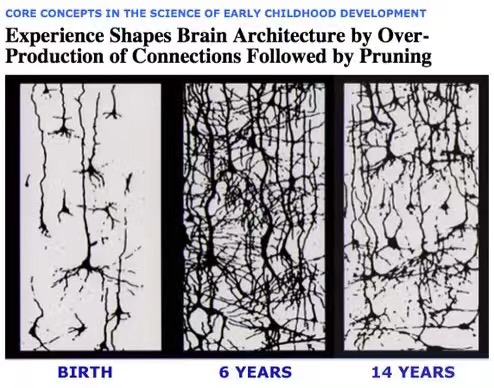 CORE CONCEPTS IN THE SCIENCE OF EARLY CHILDHOOD DEVELOPMENT
Experience Shapes Brain Architecture by Over-
Production of Connections Followed by Pruning
BIRTH
6 YEARS
14 YEARS